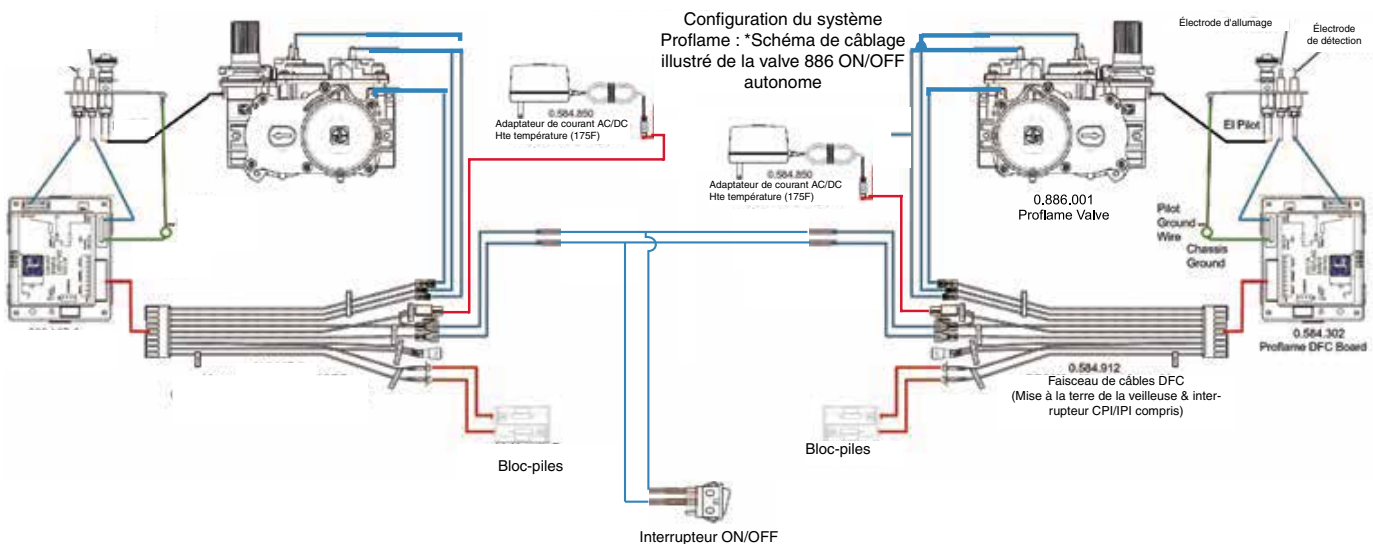 Configuration du système
Proflame : *Schéma de câblage
illustré de la valve 886 ON/OFF
autonome
Électrode d'allumage
Électrode
de détection
0.584.850
Adaptateur de courant AC/DC
Hte température (175F)
0.584.850
Adaptateur de courant AC/DC
Hte température (175F)
El Pilot
0.886.001
Proflame Valve
Pilot
Ground
Wire
Chassis
Ground
0.584.302
Proflame DFC Board
0.584.912
Faisceau de câbles DFC
(Mise à la terre de la veilleuse & inter-
rupteur CPI/IPI compris)
Bloc-piles
Bloc-piles
Interrupteur ON/OFF